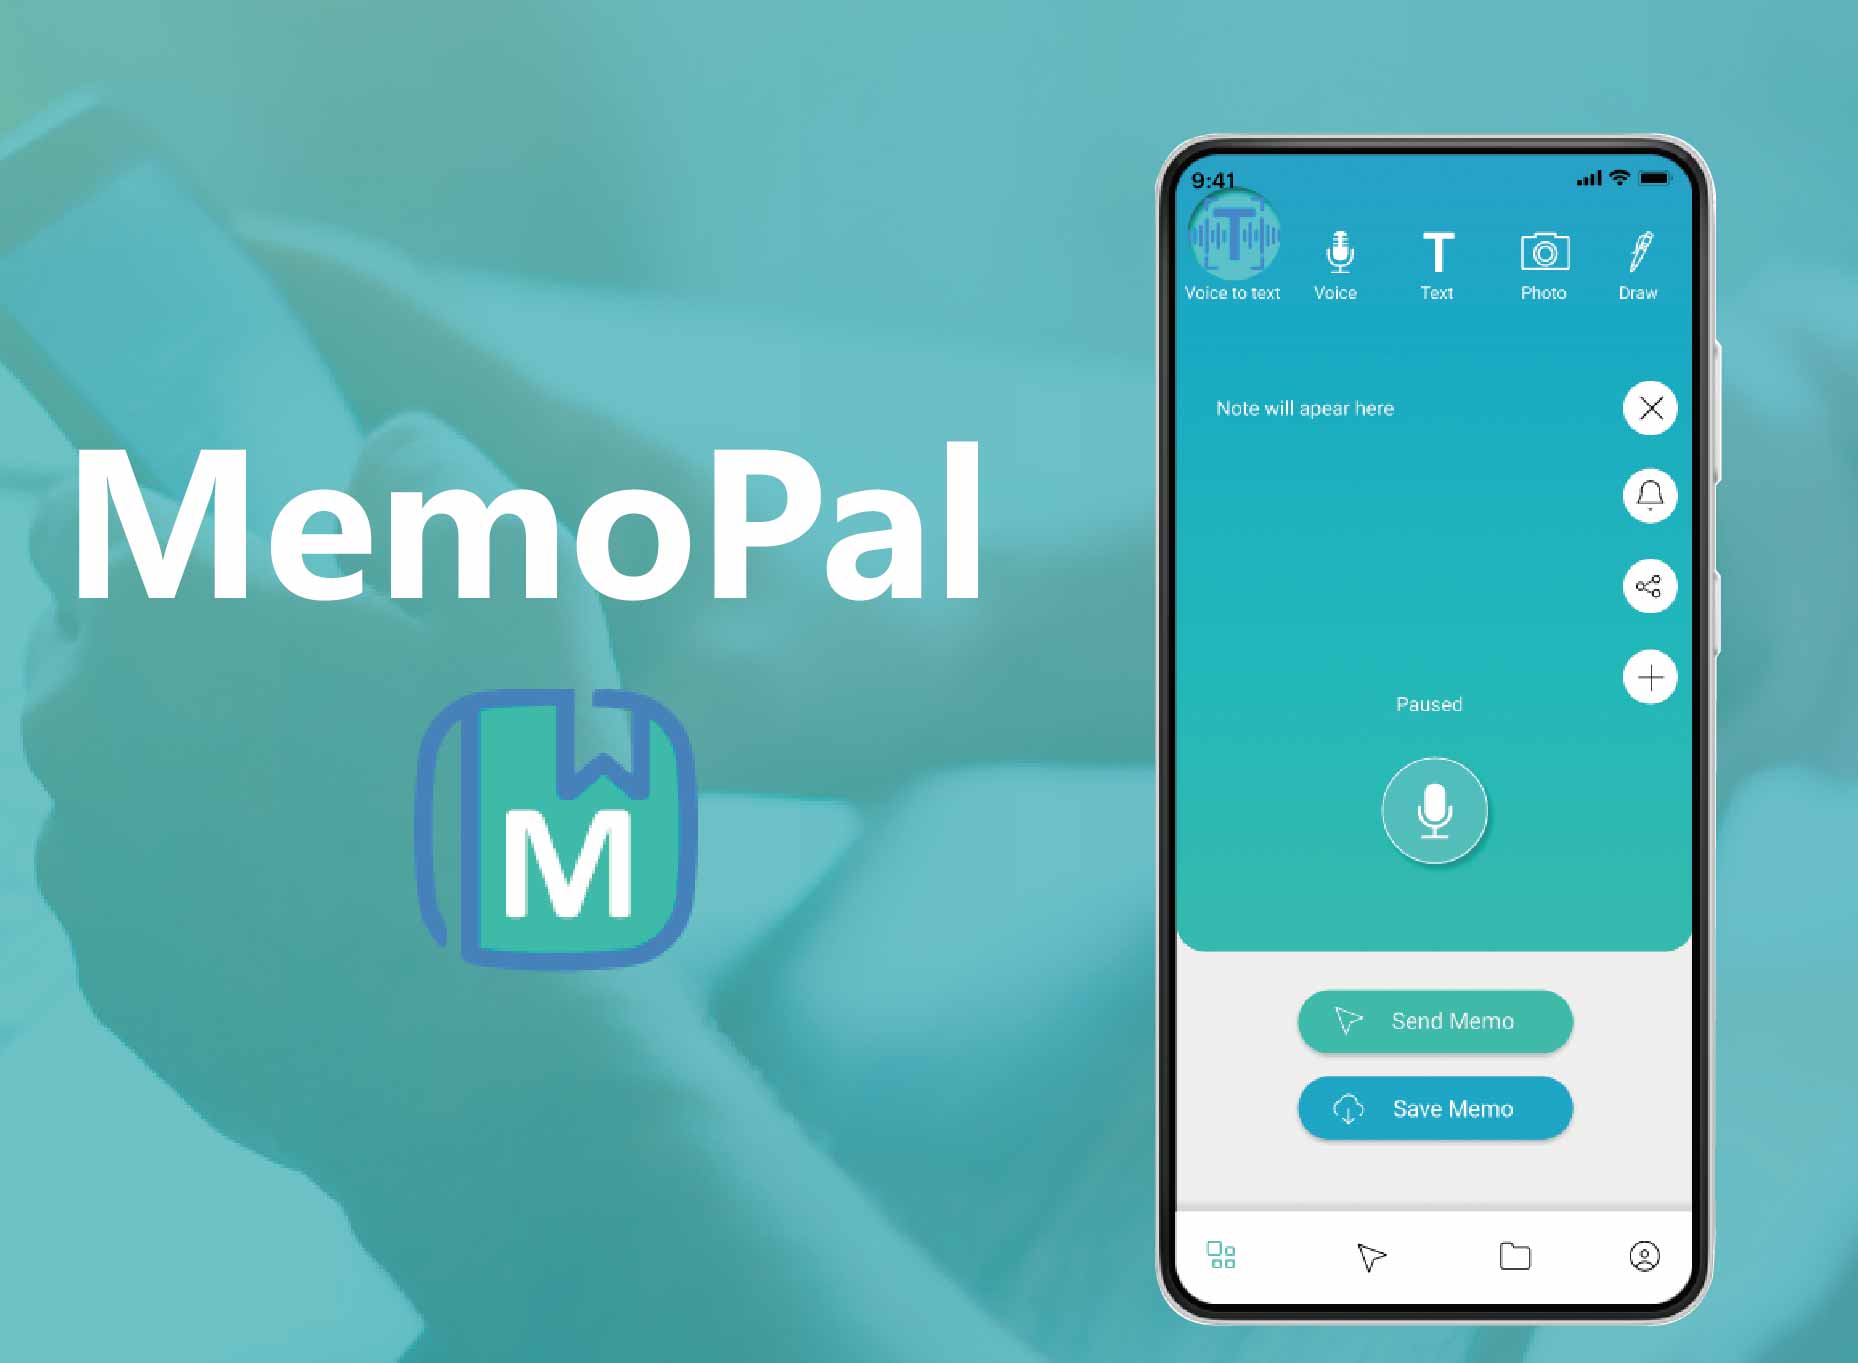 MemoPal
M
9:41
T
Voice to text
Voice
T
Text
Photo
Draw
Note will apear here
Paused
Send Memo
Save Memo